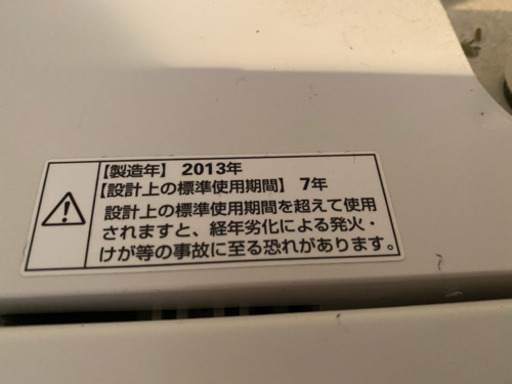 【製造年】 2013年
【設計上の標準使用期間】 7年
設計上の標準使用期間を超えて使用
されますと、経年劣化による発火・
けが等の事故に至る恐れがあります。